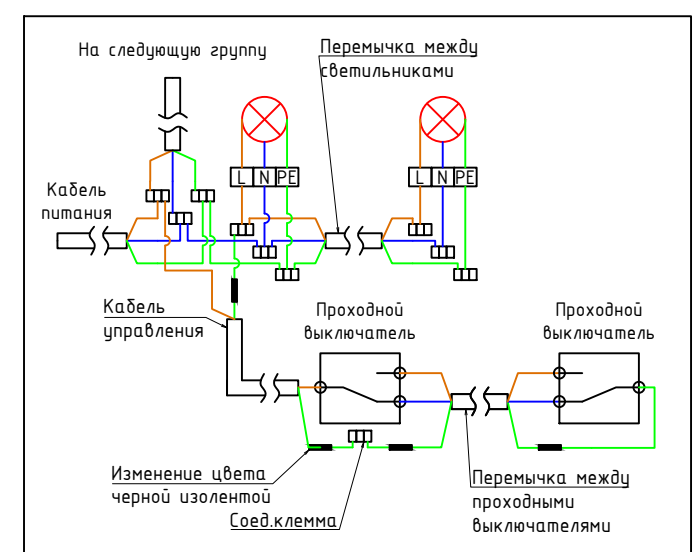 На следующую группу
Перемычка между
светильниками
L N PE
L N PE
Кабель
питания
Кабель
управления
Проходной
выключатель
Проходной
выключатель
Изменение цвета
черной изолентой
Соед.клемма
Перемычка между
проходными
выключателями